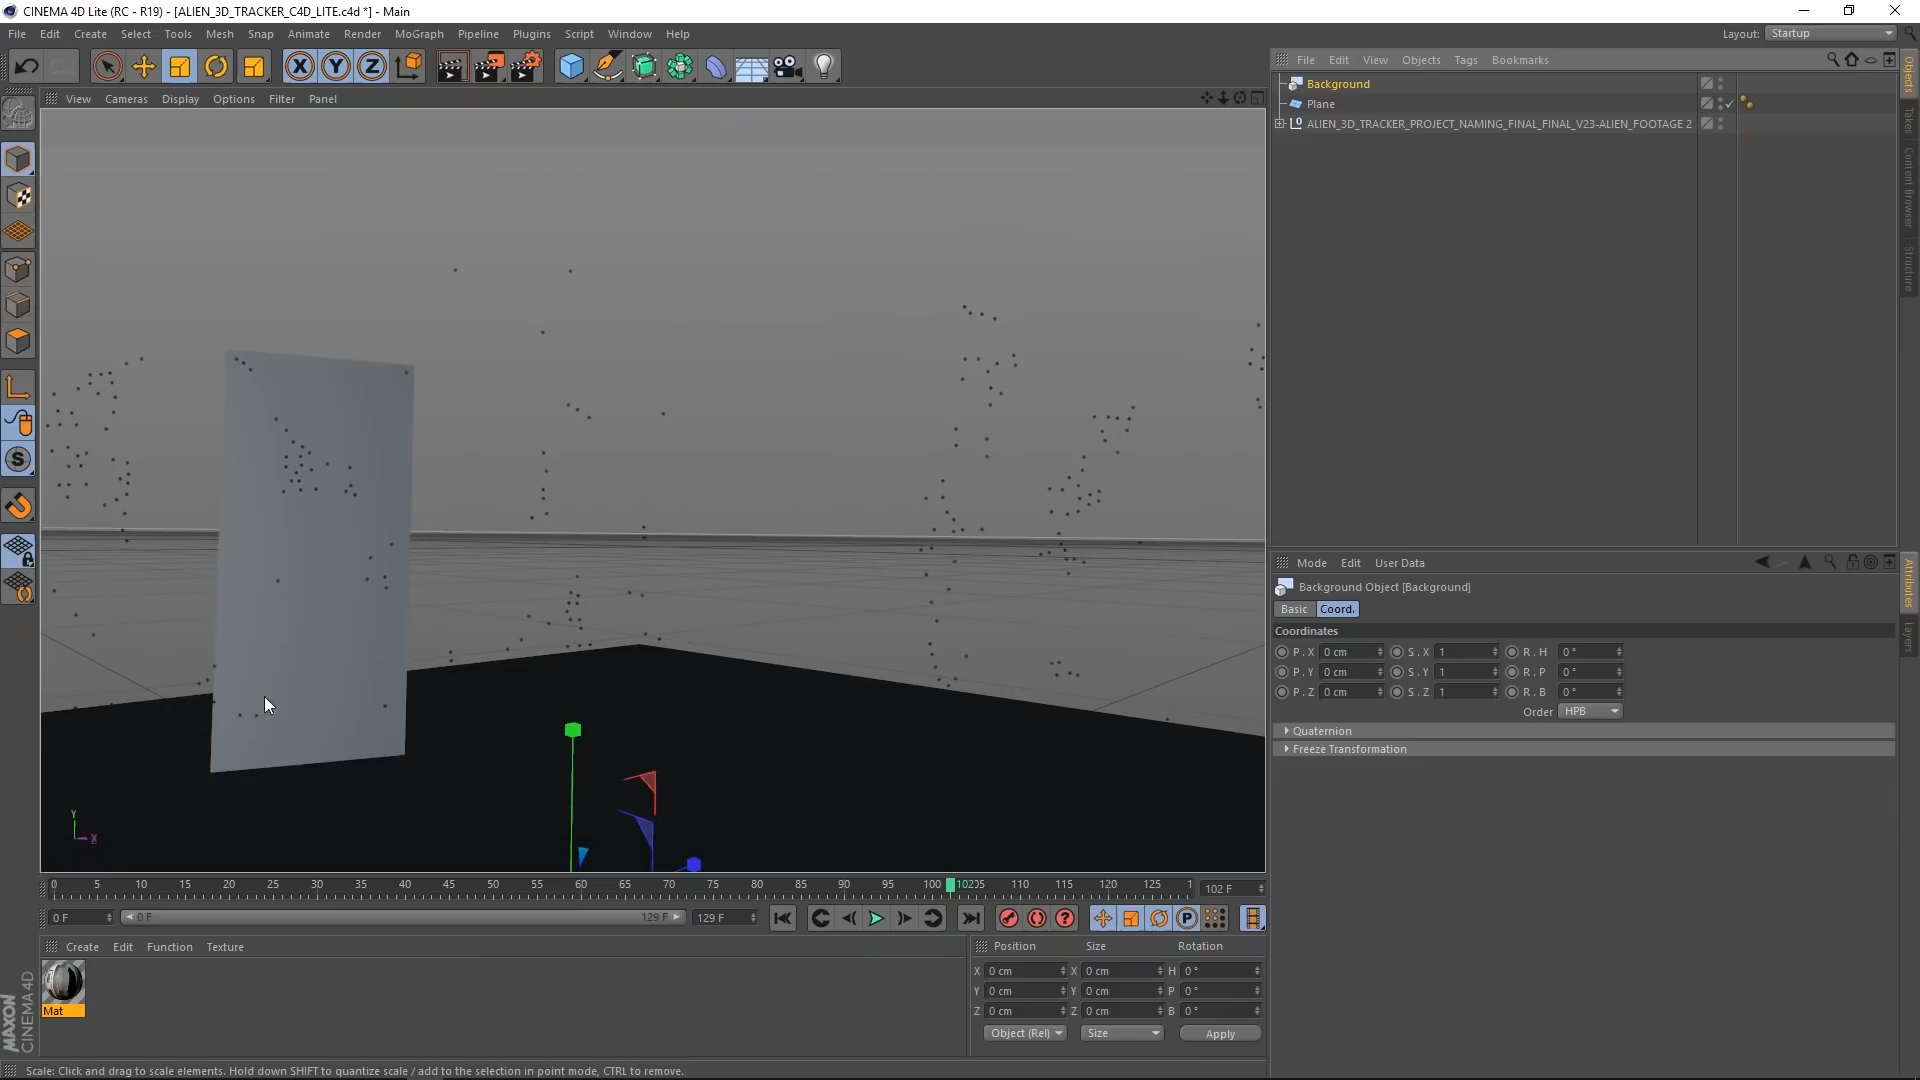 CINEMA 4D Lite (RC - R19) - [ALIEN_3D_TRACKER_C4D_LITE.c4d *] - Main
File Edit Create Select Tools Mesh Snap Animate Render MoGraph Pipeline Plugins Script Window Help
Layout: Startup
X Y Z
File Edit View Objects Tags Bookmarks
View Cameras Display Options Filter Panel
Background
Plane
ALIEN_3D_TRACKER_PROJECT_NAMING_FINAL_FINAL_V23-ALIEN_FOOTAGE 2
Objects
Takes
Content Browser
Structure
S
Mode Edit User Data
Background Object [Background]
Basic Coord.
Coordinates
P . X 0 cm S . X 1 R . H 0 °
P . Y 0 cm S . Y 1 R . P 0 °
P . Z 0 cm S . Z 1 R . B 0 °
Order HPB
Quaternion
Freeze Transformation
Attributes
Layers
Y
X
0 5 10 15 20 25 30 35 40 45 50 55 60 65 70 75 80 85 90 95 100 102 05 110 115 120 125 1
102 F
0 F 0 F 129 F 129 F
? P
Create Edit Function Texture
Mat
Position Size Rotation
X 0 cm X 0 cm H 0 °
Y 0 cm Y 0 cm P 0 °
Z 0 cm Z 0 cm B 0 °
Object (Rel) Size Apply
MAXON CINEMA 4D
Scale: Click and drag to scale elements. Hold down SHIFT to quantize scale / add to the selection in point mode, CTRL to remove.